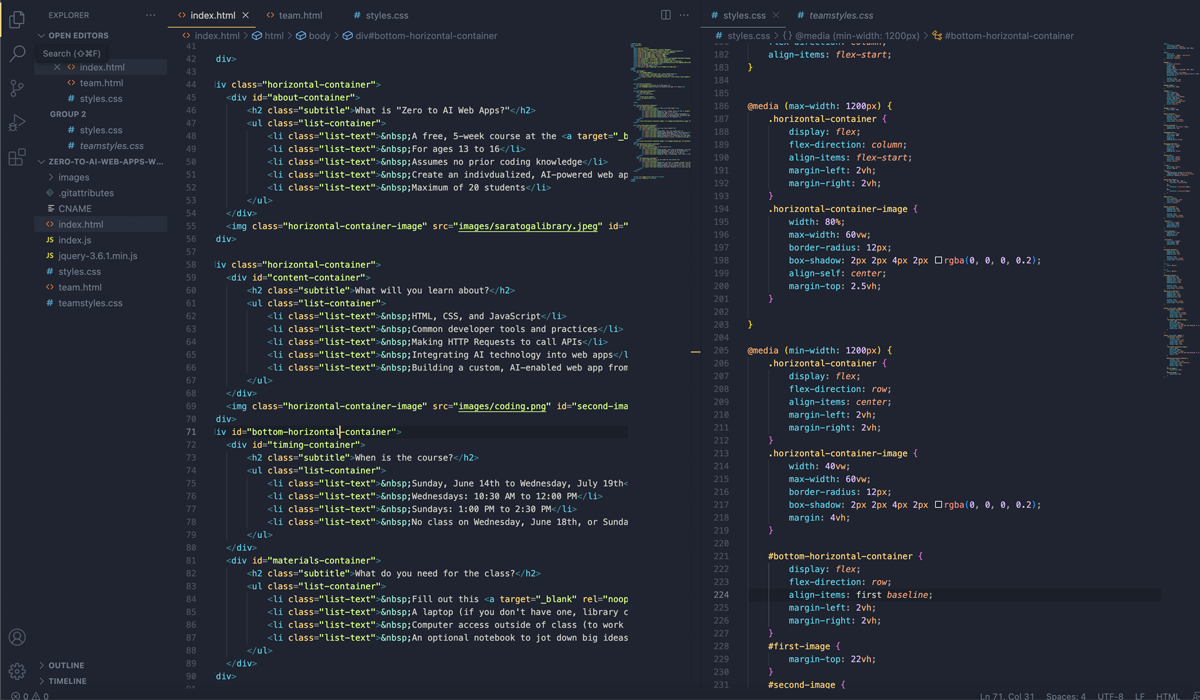 EXPLORER
OPEN EDITORS
Search (⇧⌘F)
index.html
team.html
styles.css
GROUP 2
styles.css
teamstyles.css
ZERO-TO-AI-WEB-APPS-W...
images
.gitattributes
CNAME
index.html
JS index.js
JS jquery-3.6.1.min.js
styles.css
team.html
teamstyles.css
OUTLINE
TIMELINE
0 0
index.html team.html styles.css
index.html > html > body > div#bottom-horizontal-container
41
42 div>
43
44 iv class="horizontal-container">
45 <div id="about-container">
46 <h2 class="subtitle">What is "Zero to AI Web Apps?"</h2>
47 <ul class="list-container">
48 <li class="list-text">&nbsp;A free, 5-week course at the <a target="_b
49 <li class="list-text">&nbsp;For ages 13 to 16</li>
50 <li class="list-text">&nbsp;Assumes no prior coding knowledge</li>
51 <li class="list-text">&nbsp;Create an indivdualized, AI-powered web ap
52 <li class="list-text">&nbsp;Maximum of 20 students</li>
53 </ul>
54 </div>
55 <img class="horizontal-container-image" src="images/saratogalibrary.jpeg" id="
56 div>
57
58 iv class="horizontal-container">
59 <div id="content-container">
60 <h2 class="subtitle">What will you learn about?</h2>
61 <ul class="list-container">
62 <li class="list-text">&nbsp;HTML, CSS, and JavaScript</li>
63 <li class="list-text">&nbsp;Common developer tools and practices</li>
64 <li class="list-text">&nbsp;Making HTTP Requests to call APIs</li>
65 <li class="list-text">&nbsp;Integrating AI technology into web apps</l
66 <li class="list-text">&nbsp;Building a custom, AI-enabled web app from
67 </ul>
68 </div>
69 <img class="horizontal-container-image" src="images/coding.png" id="second-ima
70 div>
71 iv id="bottom-horizontal-container">
72 <div id="timing-container">
73 <h2 class="subtitle">When is the course?</h2>
74 <ul class="list-container">
75 <li class="list-text">&nbsp;Sunday, June 14th to Wednesday, July 19th<
76 <li class="list-text">&nbsp;Wednesdays: 10:30 AM to 12:00 PM</li>
77 <li class="list-text">&nbsp;Sundays: 1:00 PM to 2:30 PM</li>
78 <li class="list-text">&nbsp;No class on Wednesday, June 18th, or Sunda
79 </ul>
80 </div>
81 <div id="materials-container">
82 <h2 class="subtitle">What do you need for the class?</h2>
83 <ul class="list-container">
84 <li class="list-text">&nbsp;Fill out this <a target="_blank" rel="noop
85 <li class="list-text">&nbsp;A laptop (if you don't have one, library c
86 <li class="list-text">&nbsp;Computer access outside of class (to work
87 <li class="list-text">&nbsp;An optional notebook to jot down big ideas
88 </ul>
89 </div>
90 div>
styles.css teamstyles.css
styles.css > {} @media (min-width: 1200px) > #bottom-horizontal-container
181 flex-direction: column;
182 align-items: flex-start;
183 }
184
185
186 @media (max-width: 1200px) {
187 .horizontal-container {
188 display: flex;
189 flex-direction: column;
190 align-items: flex-start;
191 margin-left: 2vh;
192 margin-right: 2vh;
193 }
194 .horizontal-container-image {
195 width: 80%;
196 max-width: 60vw;
197 border-radius: 12px;
198 box-shadow: 2px 2px 4px 2px rgba(0, 0, 0, 0.2);
199 align-self: center;
200 margin-top: 2.5vh;
201 }
202
203 }
204
205 @media (min-width: 1200px) {
206 .horizontal-container {
207 display: flex;
208 flex-direction: row;
209 align-items: center;
210 margin-left: 2vh;
211 margin-right: 2vh;
212 }
213 .horizontal-container-image {
214 width: 40vw;
215 max-width: 60vw;
216 border-radius: 12px;
217 box-shadow: 2px 2px 4px 2px rgba(0, 0, 0, 0.2);
218 margin: 4vh;
219 }
220
221 #bottom-horizontal-container {
222 display: flex;
223 flex-direction: row;
224 align-items: first baseline;
225 margin-left: 2vh;
226 margin-right: 2vh;
227 }
228 #first-image {
229 margin-top: 22vh;
230 }
231 #second-image {
Ln 71, Col 31 Spaces: 4 UTF-8 LF HTML